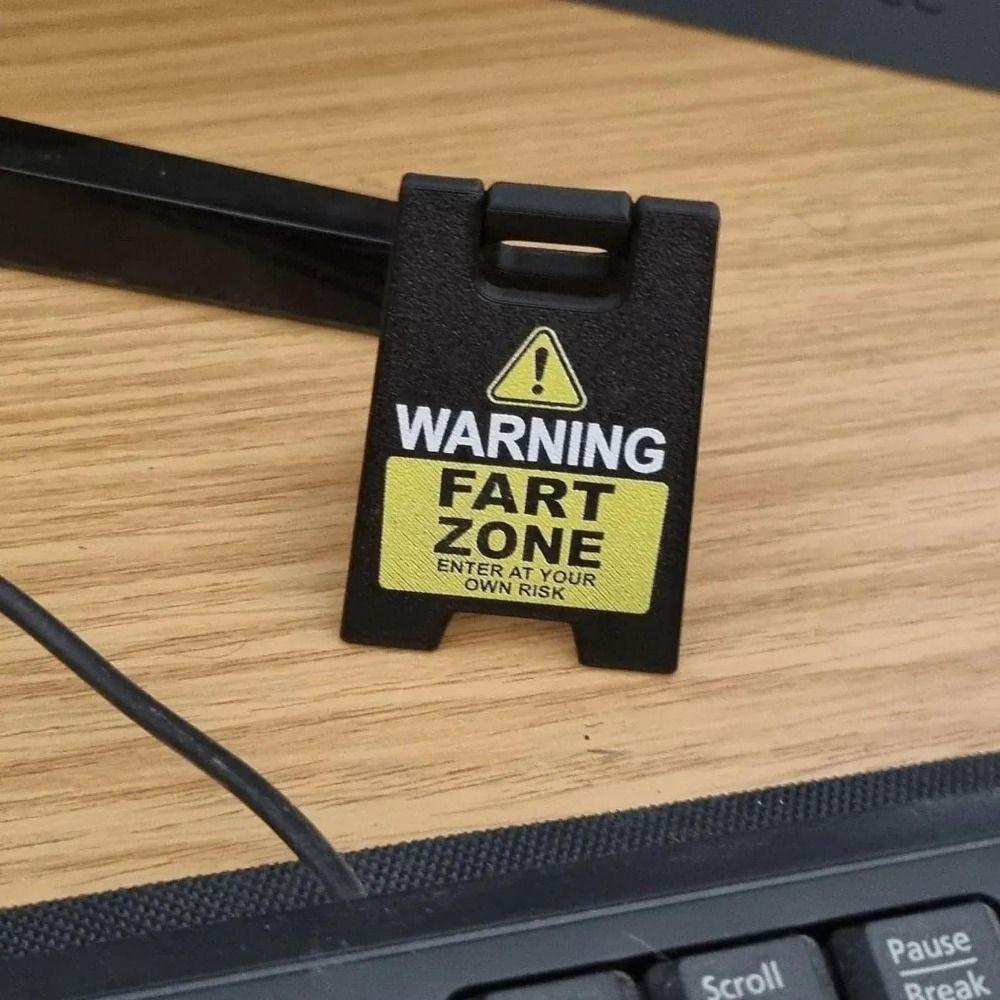 WARNING
FART
ZONE
ENTER AT YOUR
OWN RISK
Scroll
Pause
Break